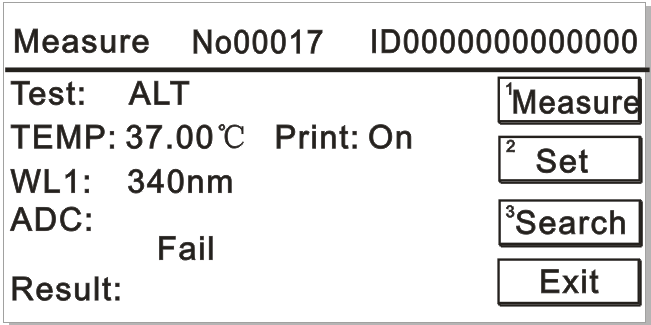 Measure No00017 ID0000000000000
Test: ALT
1Measure
TEMP: 37.00℃ Print: On
2 Set
WL1: 340nm
ADC:
3Search
Fail
Result:
Exit